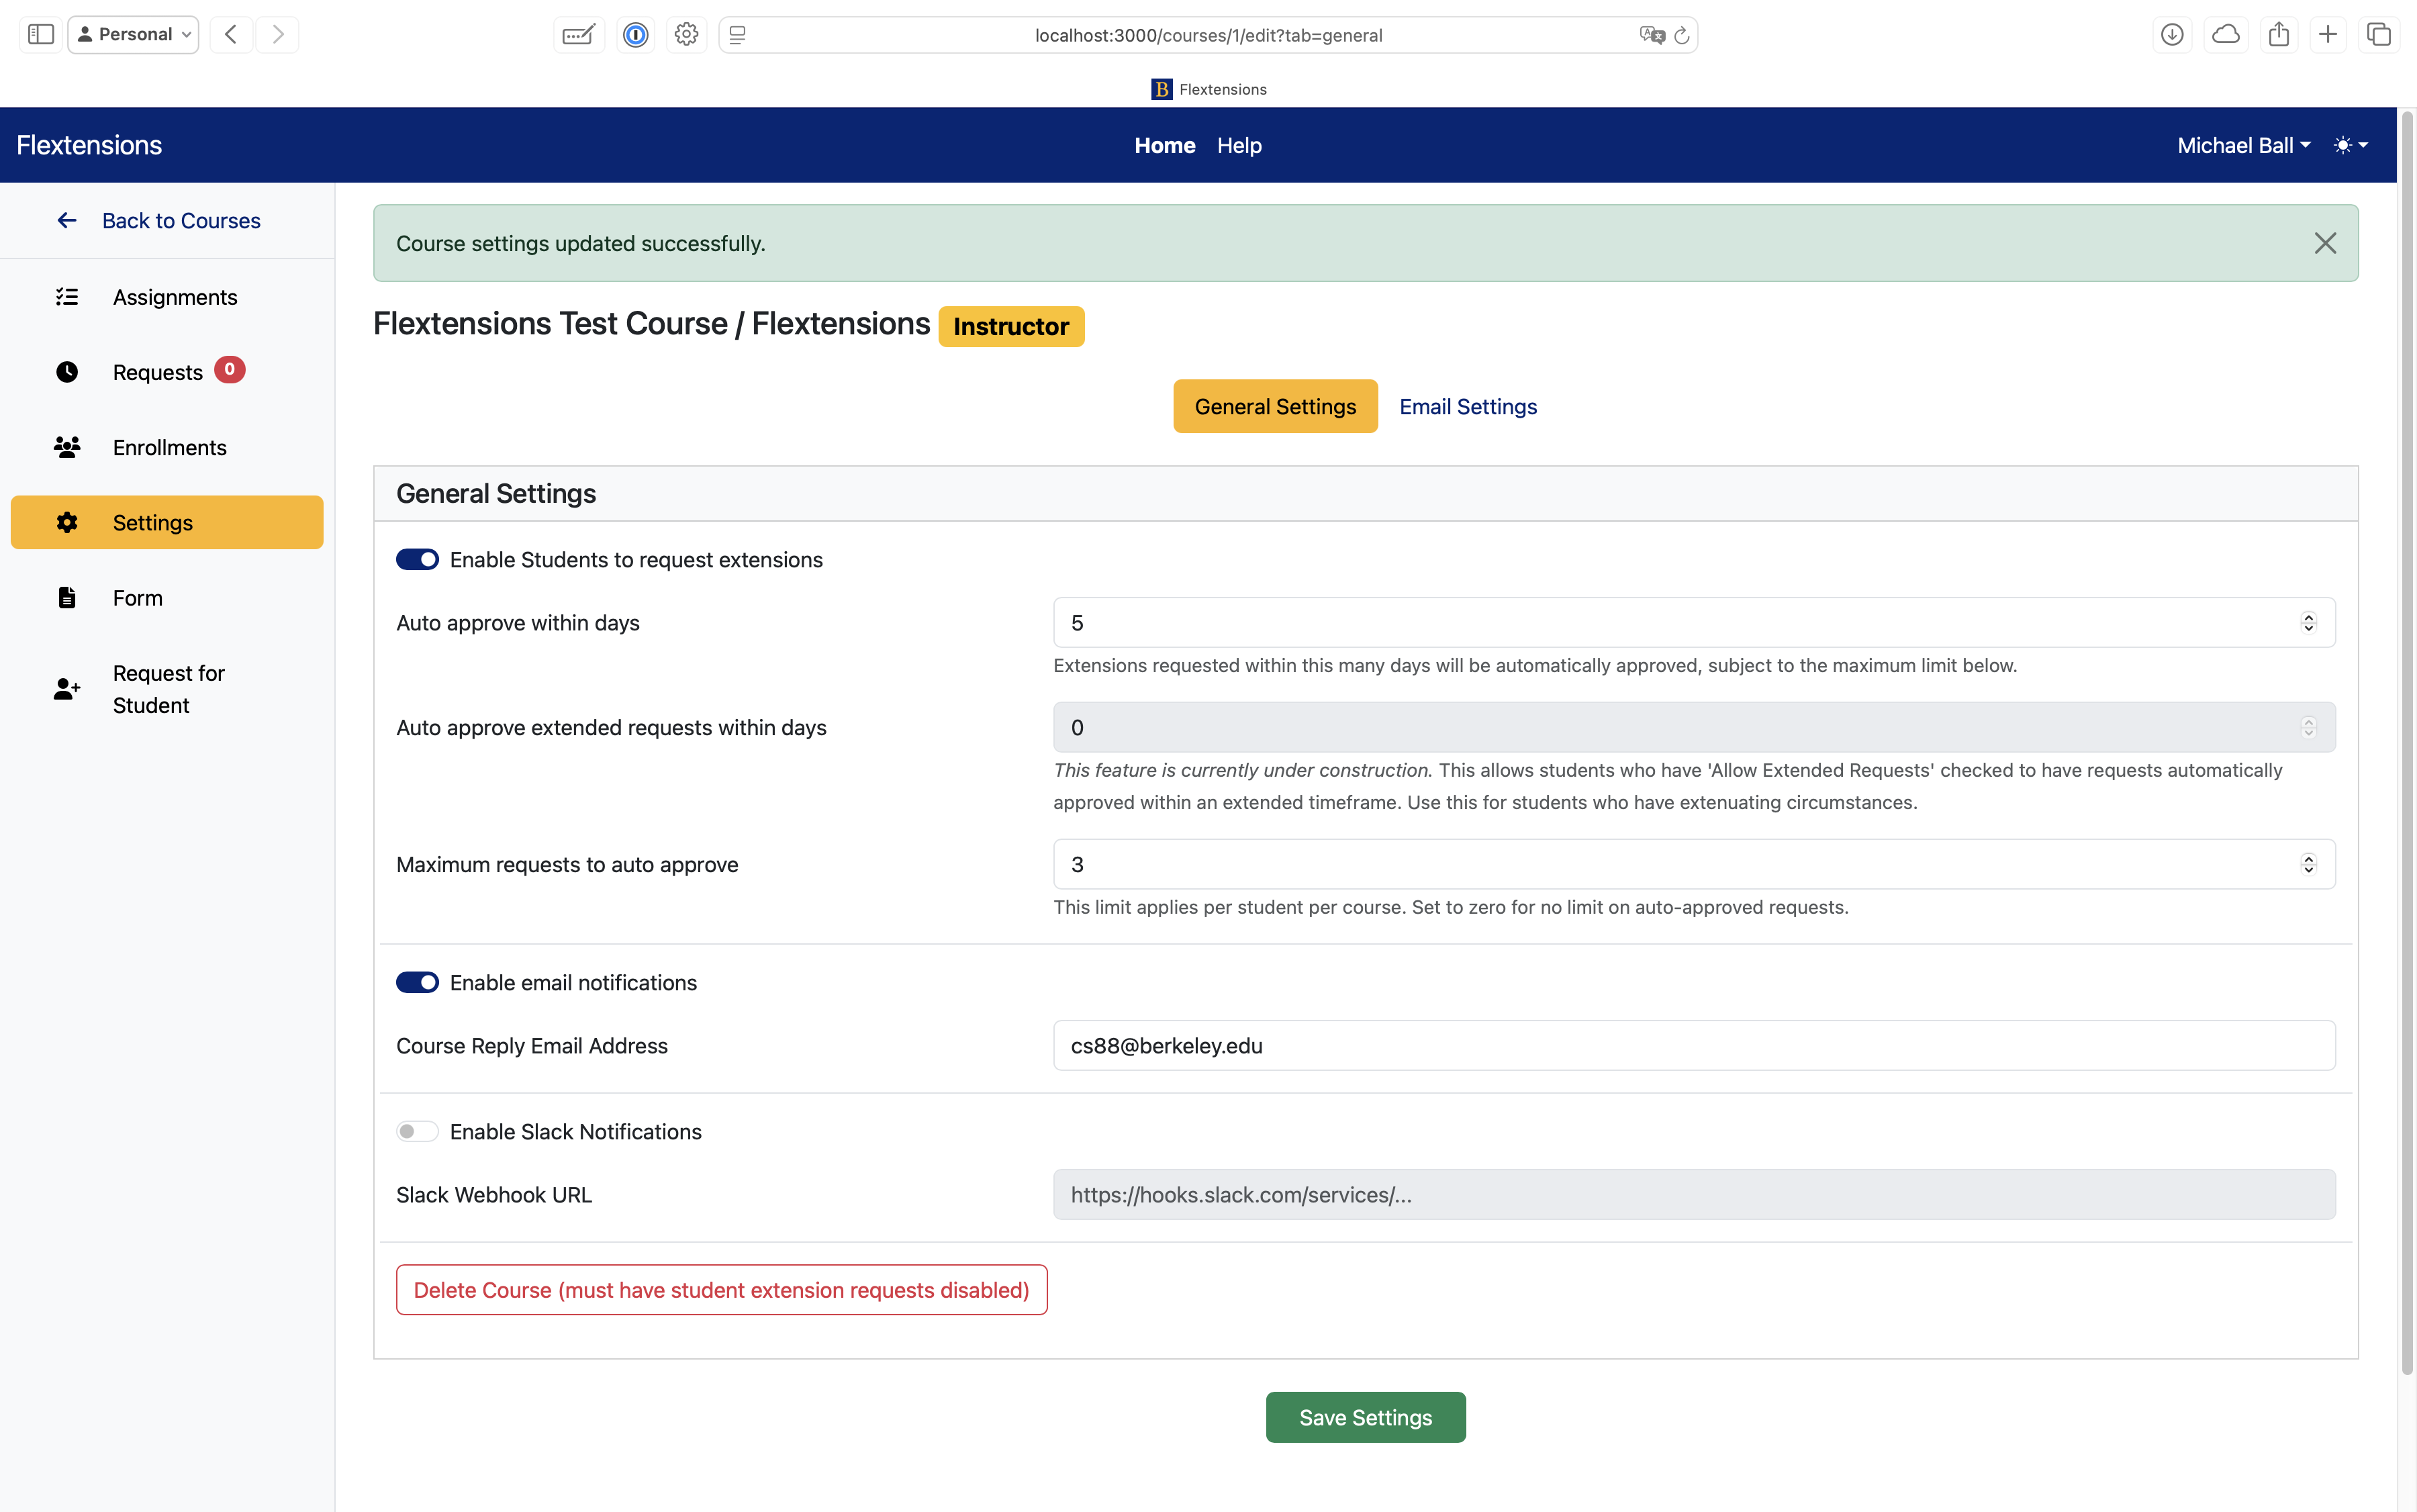 Personal
localhost:3000/courses/1/edit?tab=general
B Flextensions
Flextensions
Home Help
Michael Ball
Back to Courses
Assignments
Requests 0
Enrollments
Settings
Form
Request for
Student
Course settings updated successfully.
Flextensions Test Course / Flextensions Instructor
General Settings Email Settings
General Settings
Enable Students to request extensions
Auto approve within days 5
Extensions requested within this many days will be automatically approved, subject to the maximum limit below.
Auto approve extended requests within days 0
This feature is currently under construction. This allows students who have 'Allow Extended Requests' checked to have requests automatically
approved within an extended timeframe. Use this for students who have extenuating circumstances.
Maximum requests to auto approve 3
This limit applies per student per course. Set to zero for no limit on auto-approved requests.
Enable email notifications
Course Reply Email Address cs88@berkeley.edu
Enable Slack Notifications
Slack Webhook URL https://hooks.slack.com/services/...
Delete Course (must have student extension requests disabled)
Save Settings